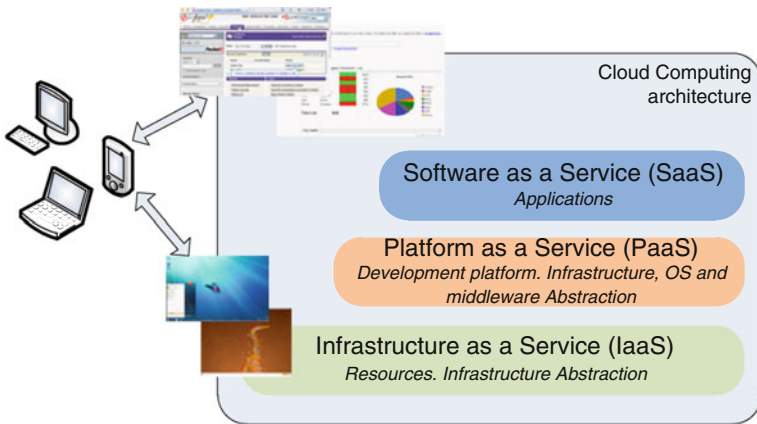 Cloud Computing
architecture
Software as a Service (SaaS)
Applications
Platform as a Service (PaaS)
Development platform. Infrastructure, OS and
middleware Abstraction
Infrastructure as a Service (IaaS)
Resources. Infrastructure Abstraction